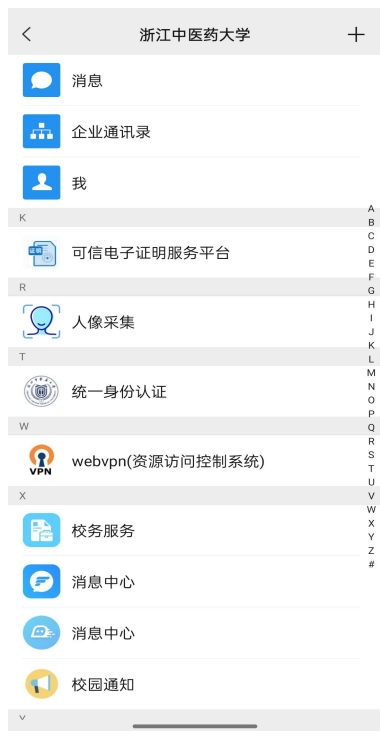 浙江中医药大学
消息
企业通讯录
我
K
可信电子证明服务平台
R
人像采集
T
统一身份认证
W
VPN
webvpn(资源访问控制系统)
X
校务服务
消息中心
消息中心
校园通知
A
B
C
D
E
F
G
H
I
J
K
L
M
N
O
P
Q
R
S
T
U
V
W
X
Y
Z
#